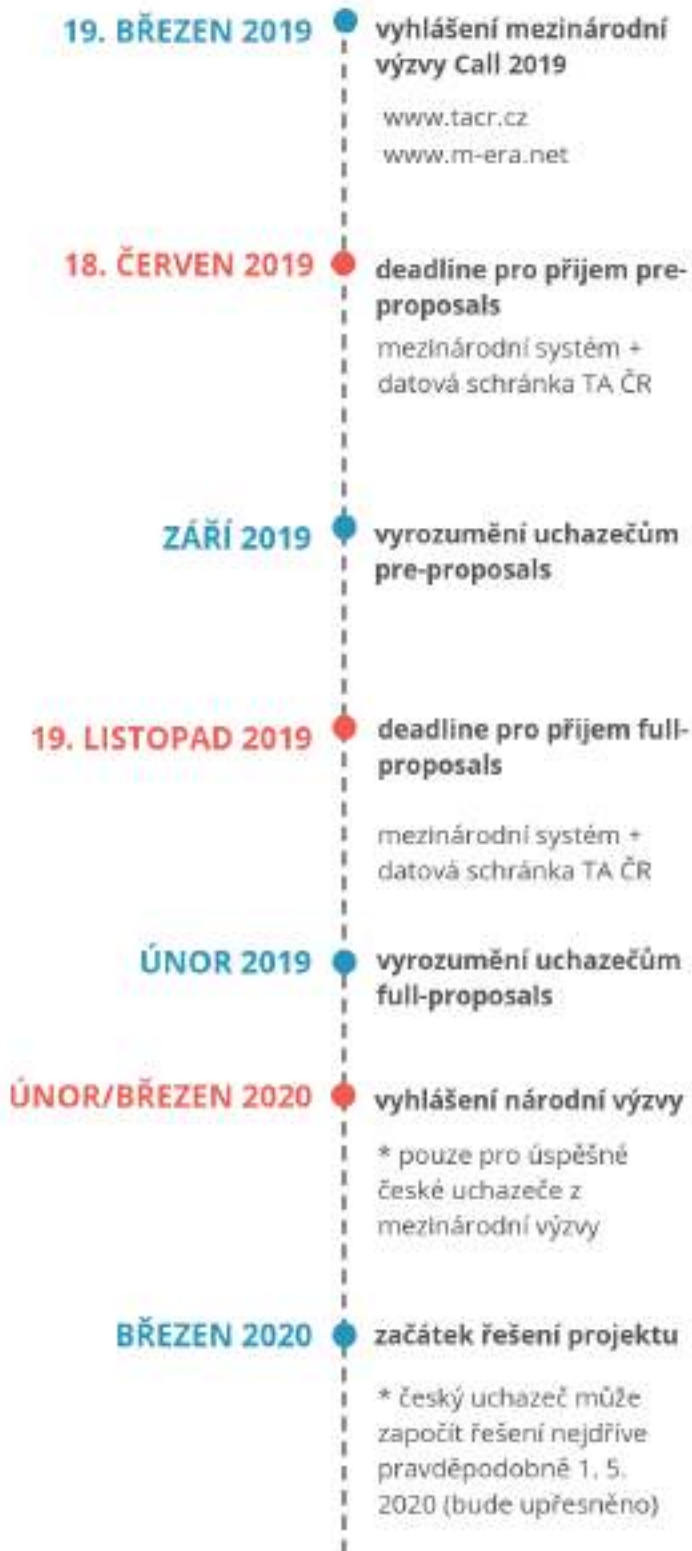 19. BŘEZEN 2019
vyhlášení mezinárodní
výzvy Call 2019
www.tacr.cz
www.m-era.net
18. ČERVEN 2019
deadline pro přijem pre-
proposals
mezinárodní systém +
datová schránka TA ČR
ZÁŘÍ 2019
vyrozumění uchazečům
pre-proposals
19. LISTOPAD 2019
deadline pro přijem full-
proposals
mezinárodní systém +
datová schránka TA ČR
ÚNOR 2019
vyrozumění uchazečům
full-proposals
ÚNOR/BŘEZEN 2020
vyhlášení národní výzvy
* pouze pro úspěšné
české uchazeče z
mezinárodní výzvy
BŘEZEN 2020
začátek řešení projektu
* český uchazeč může
započít řešení nejdříve
pravděpodobně 1. 5.
2020 (bude upřesněno)